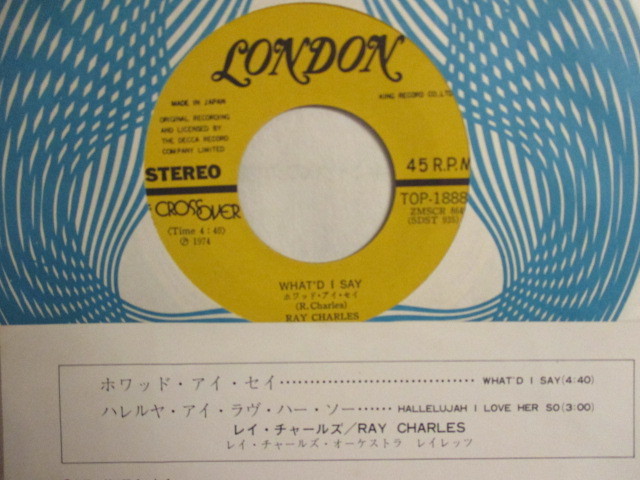 LONDON
MADE IN JAPAN
KING RECORD CO., LTD.
ORIGINAL RECORDING
AND LICENSED BY
THE DECCA RECORD
COMPANY LIMITED
STEREO
45 R.P.M
CROSS OVER
TOP-1888
ZMSCR 864
(Time 4:40)
℗ 1974
WHAT'D I SAY
ホワッド・アイ・セイ
(R. Charles)
RAY CHARLES
ホワッド・アイ・セイ………………………… WHAT'D I SAY(4:40)
ハレルヤ・アイ・ラヴ・ハー・ソー…… HALLELUJAH I LOVE HER SO(3:00)
レイ・チャールズ/RAY CHARLES
レイ・チャールズ・オーケストラ レイレッツ